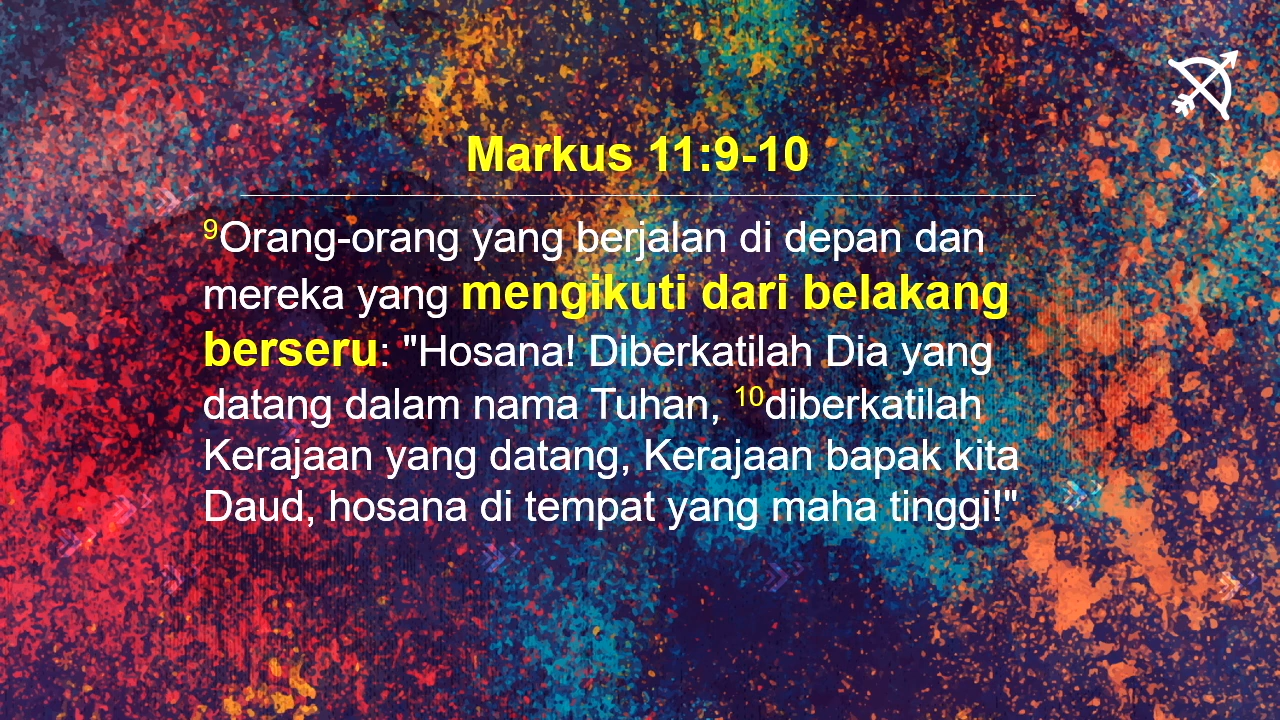 Markus 11:9-10
9Orang-orang yang berjalan di depan dan
mereka yang mengikuti dari belakang
berseru: "Hosana! Diberkatilah Dia yang
datang dalam nama Tuhan, 10diberkatilah
Kerajaan yang datang, Kerajaan bapak kita
Daud, hosana di tempat yang maha tinggi!"